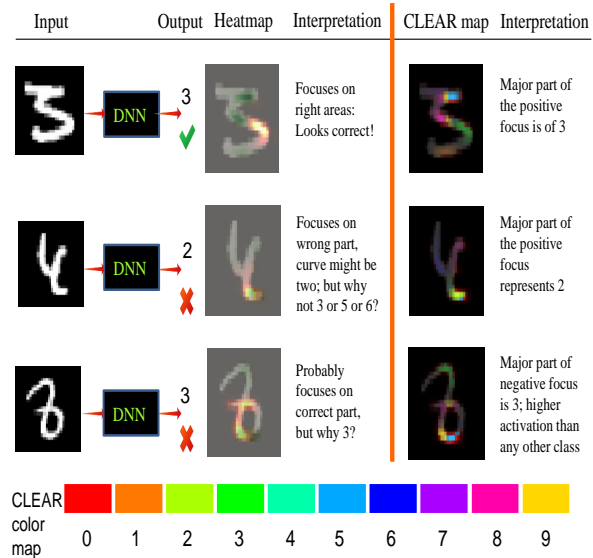 Input Output Heatmap Interpretation CLEAR map Interpretation
DNN
3
Focuses on
right areas:
Looks correct!
Major part of
the positive
focus is of 3
DNN
2
Focuses on
wrong part,
curve might be
two; but why
not 3 or 5 or 6?
Major part of
the positive
focus
represents 2
DNN
3
Probably
focuses on
correct part,
but why 3?
Major part of
negative focus
is 3; higher
activation than
any other class
CLEAR
color
map
0 1 2 3 4 5 6 7 8 9